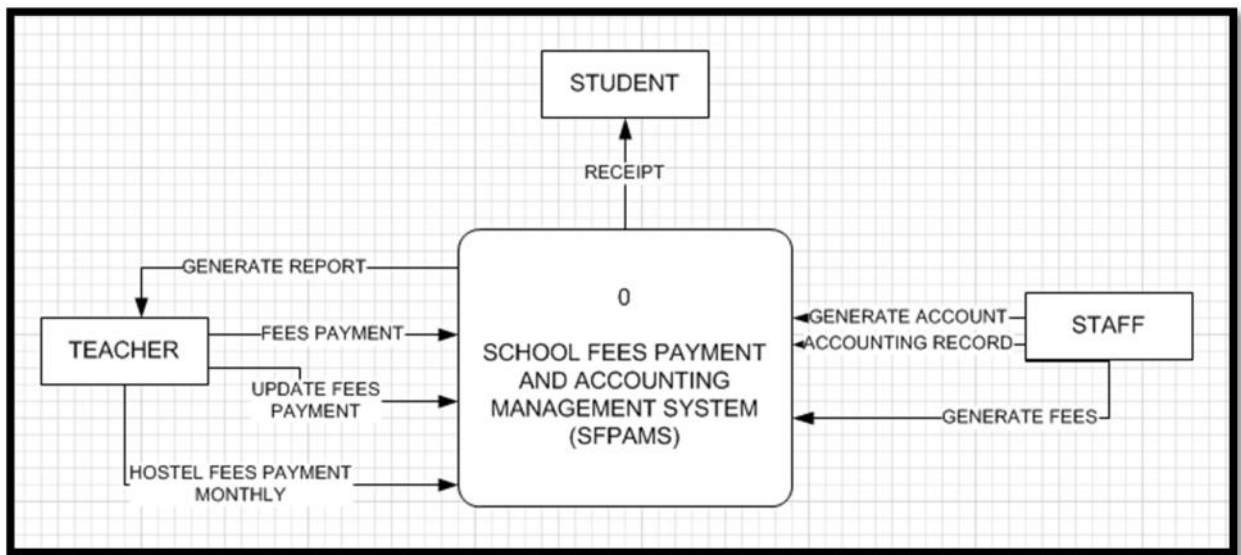 STUDENT
RECEIPT
GENERATE REPORT
0
GENERATE ACCOUNT
STAFF
FEES PAYMENT
ACCOUNTING RECORD
TEACHER
SCHOOL FEES PAYMENT
AND ACCOUNTING
MANAGEMENT SYSTEM
(SFPAMS)
UPDATE FEES
PAYMENT
GENERATE FEES
HOSTEL FEES PAYMENT
MONTHLY